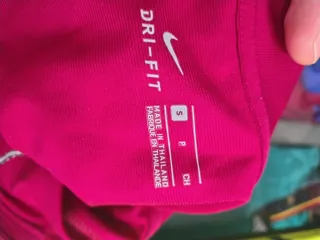 DRI-FIT
S P CH
MADE IN THAILAND
FABRIQUÉ EN THAÏLANDE